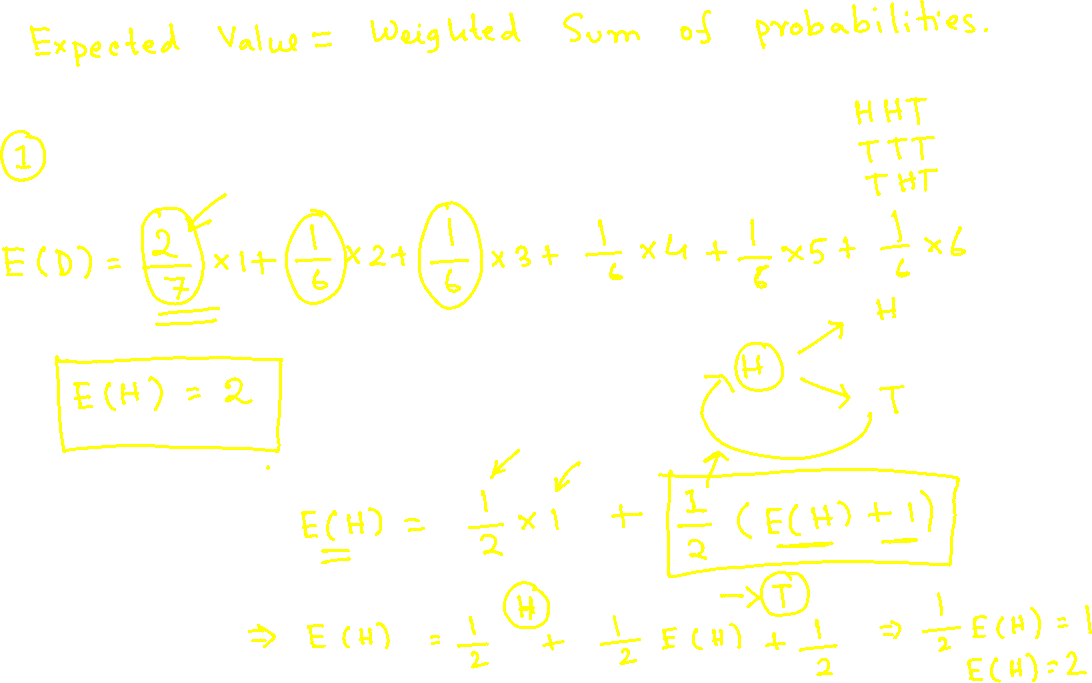 Expected Value = Weighted Sum of probabilities.
HHT
TTT
THT
1
E(D) = 2/7 x 1 + 1/6 x 2 + 1/6 x 3 + 1/6 x 4 + 1/6 x 5 + 1/6 x 6
H
H
T
E(H) = 2
E(H) = 1/2 x 1 + 1/2 (E(H) + 1)
H
→ T
⇒ E(H) = 1/2 + 1/2 E(H) + 1/2 ⇒ 1/2 E(H) = 1
E(H) = 2